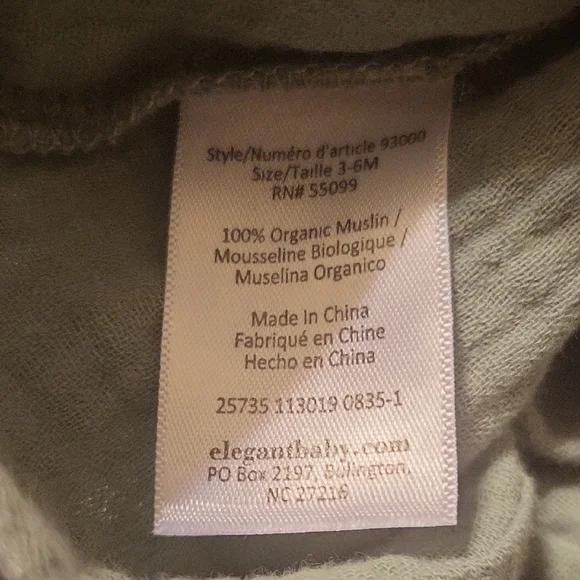 Style/Numéro d'article 93000
Size/Taille 3-6M
RN# 55099
100% Organic Muslin /
Mousseline Biologique /
Muselina Organico
Made In China
Fabriqué en Chine
Hecho en China
25735 113019 0835-1
elegantbaby.com
PO Box 2197, Bulington,
NC 27216